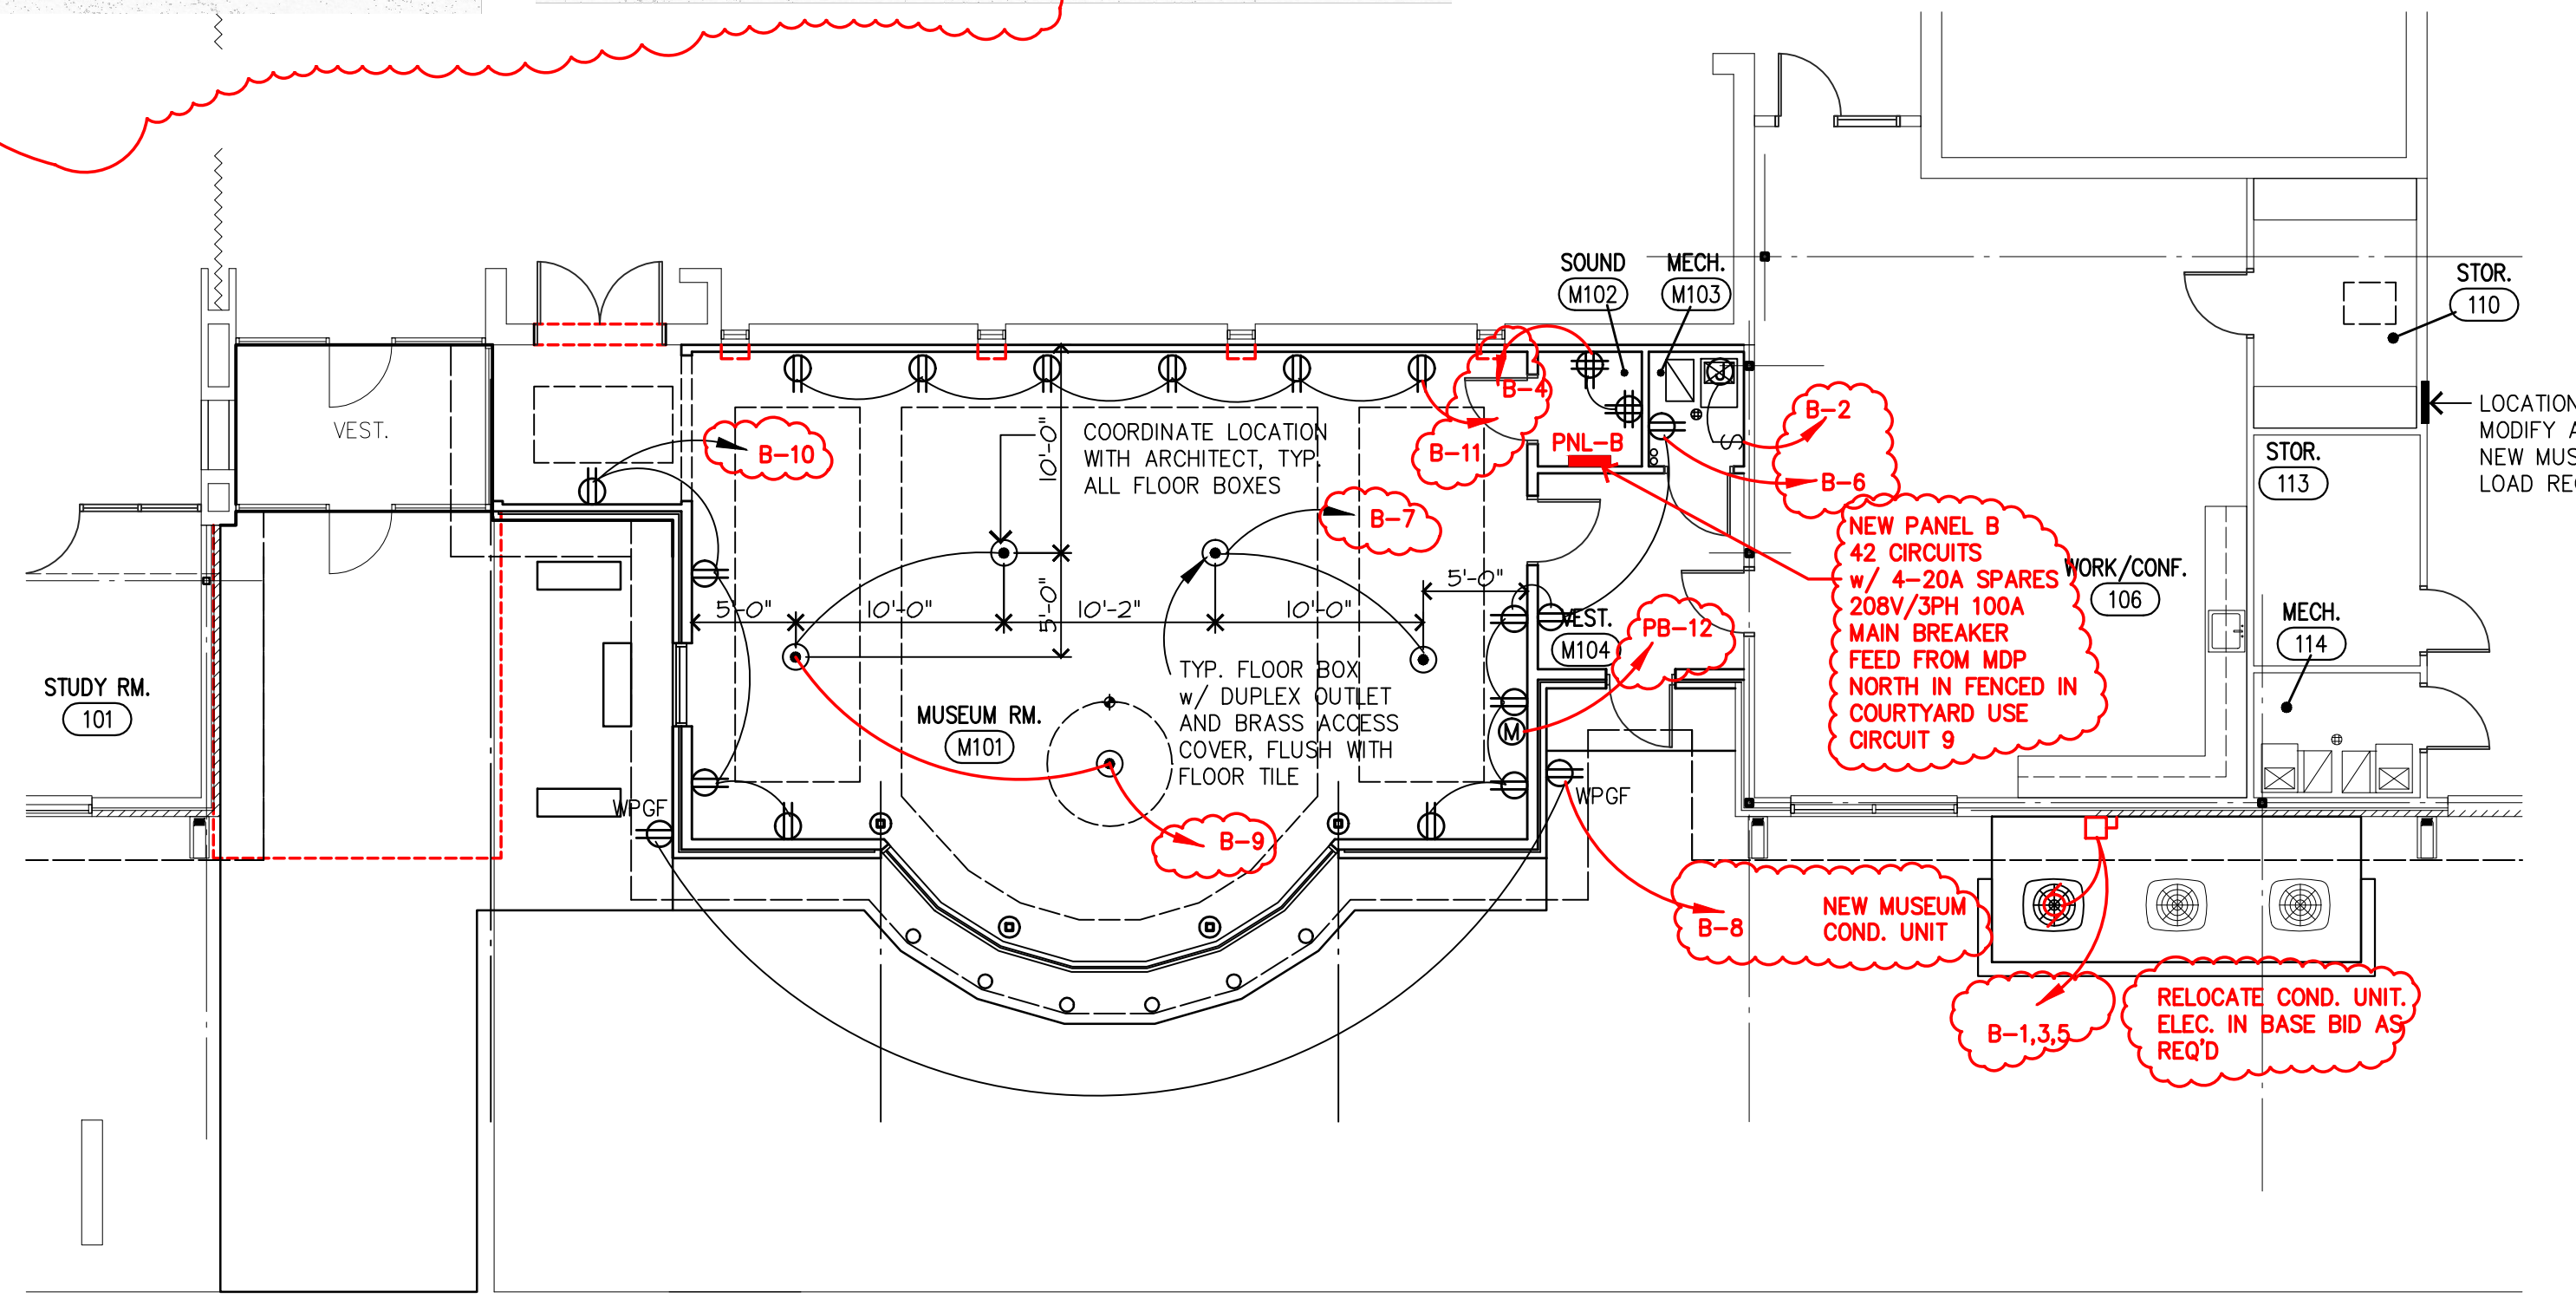 SOUND
M102
MECH.
M103
STOR.
110
VEST.
B-10
10'-0"
COORDINATE LOCATION
WITH ARCHITECT, TYP.
ALL FLOOR BOXES
B-4
B-11
PNL-B
J
S
B-2
B-6
LOCATION
MODIFY A
NEW MUS
LOAD REQ
STOR.
113
B-7
NEW PANEL B
42 CIRCUITS
w/ 4-20A SPARES
208V/3PH 100A
MAIN BREAKER
FEED FROM MDP
NORTH IN FENCED IN
COURTYARD USE
CIRCUIT 9
WORK/CONF.
106
MECH.
114
5'-0"
10'-0"
5'-0"
10'-2"
10'-0"
5'-0"
VEST.
M104
PB-12
STUDY RM.
101
MUSEUM RM.
M101
TYP. FLOOR BOX
w/ DUPLEX OUTLET
AND BRASS ACCESS
COVER, FLUSH WITH
FLOOR TILE
M
WPGF
WPGF
B-9
B-8
NEW MUSEUM
COND. UNIT
B-1,3,5
RELOCATE COND. UNIT.
ELEC. IN BASE BID AS
REQ'D